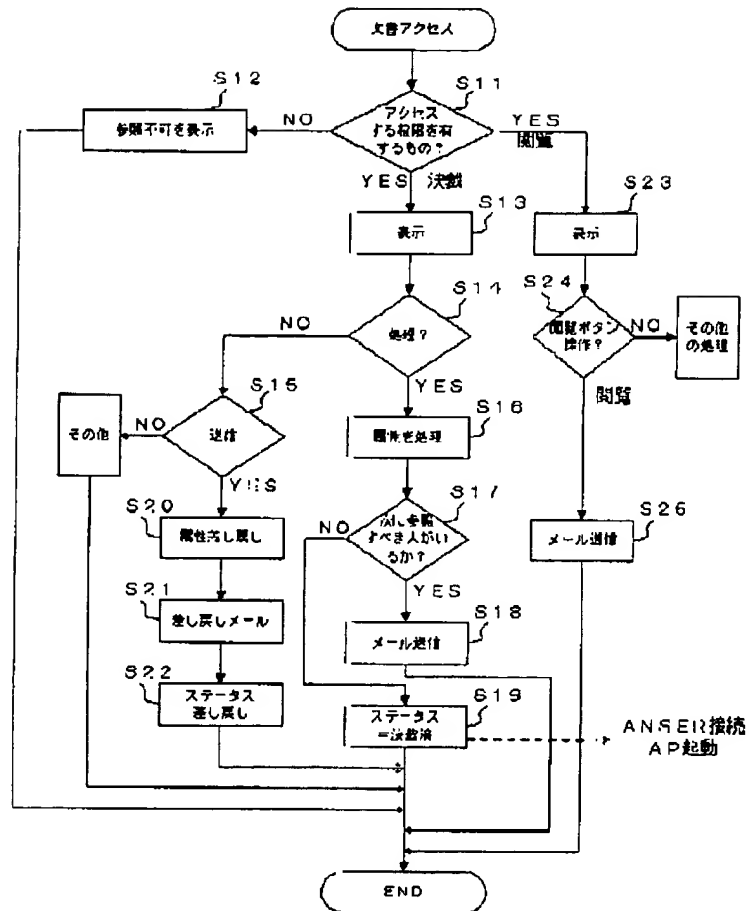 文書アクセス
S12
S11
参照不可を表示
NO
アクセス
する権限を有
するもの？
YES
閲覧
YES 決裁
S13
S23
表示
表示
S14
S24
NO
処理？
閲覧ボタン
操作？
NO
その他
の処理
YES
閲覧
S15
S16
その他
NO
送信
属性を処理
YES
S17
S20
NO
次に参照
すべき人がい
るか？
S26
属性差し戻し
メール送信
YES
S21
S18
差し戻しメール
メール送信
S22
S19
ステータス
差し戻し
ステータス
=決裁済
ANSER接続
AP起動
END